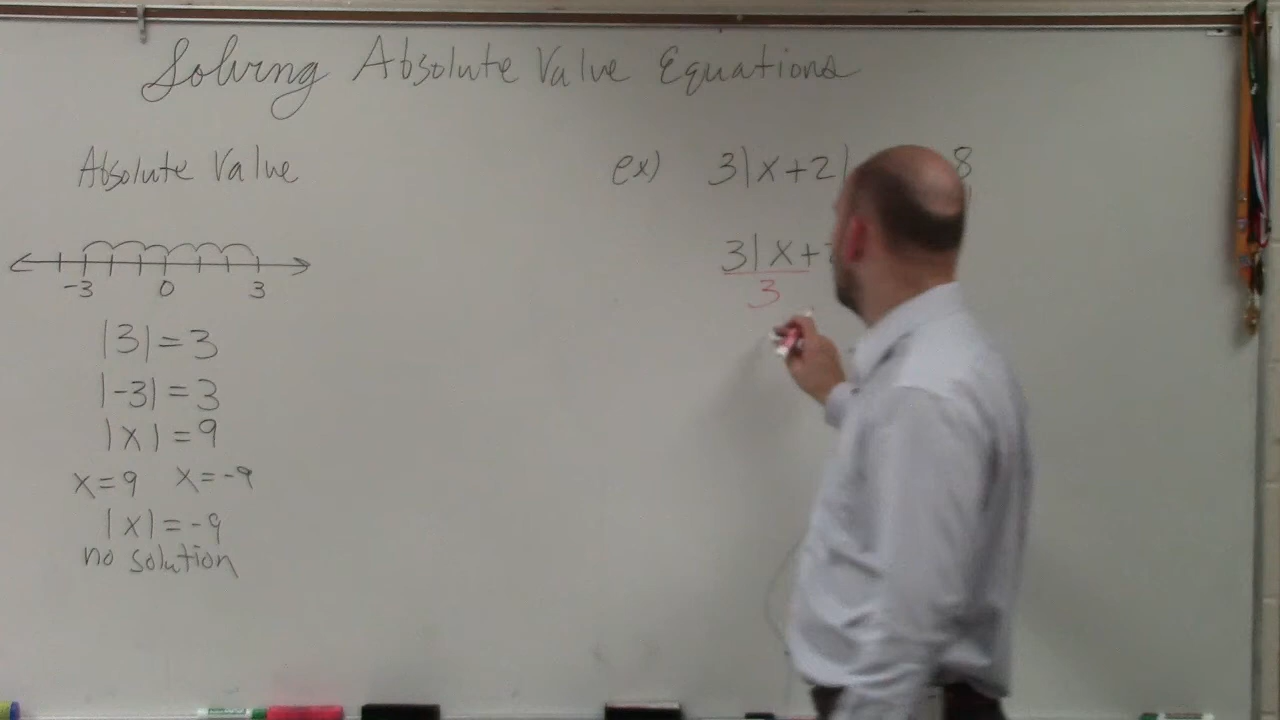 Solving Absolute Value Equations
Absolute Value
-3 0 3
|3|=3
|-3|=3
|x|=9
x=9 x=-9
|x|=-9
no solution
ex) 3|x+2| 8
3|x+
3